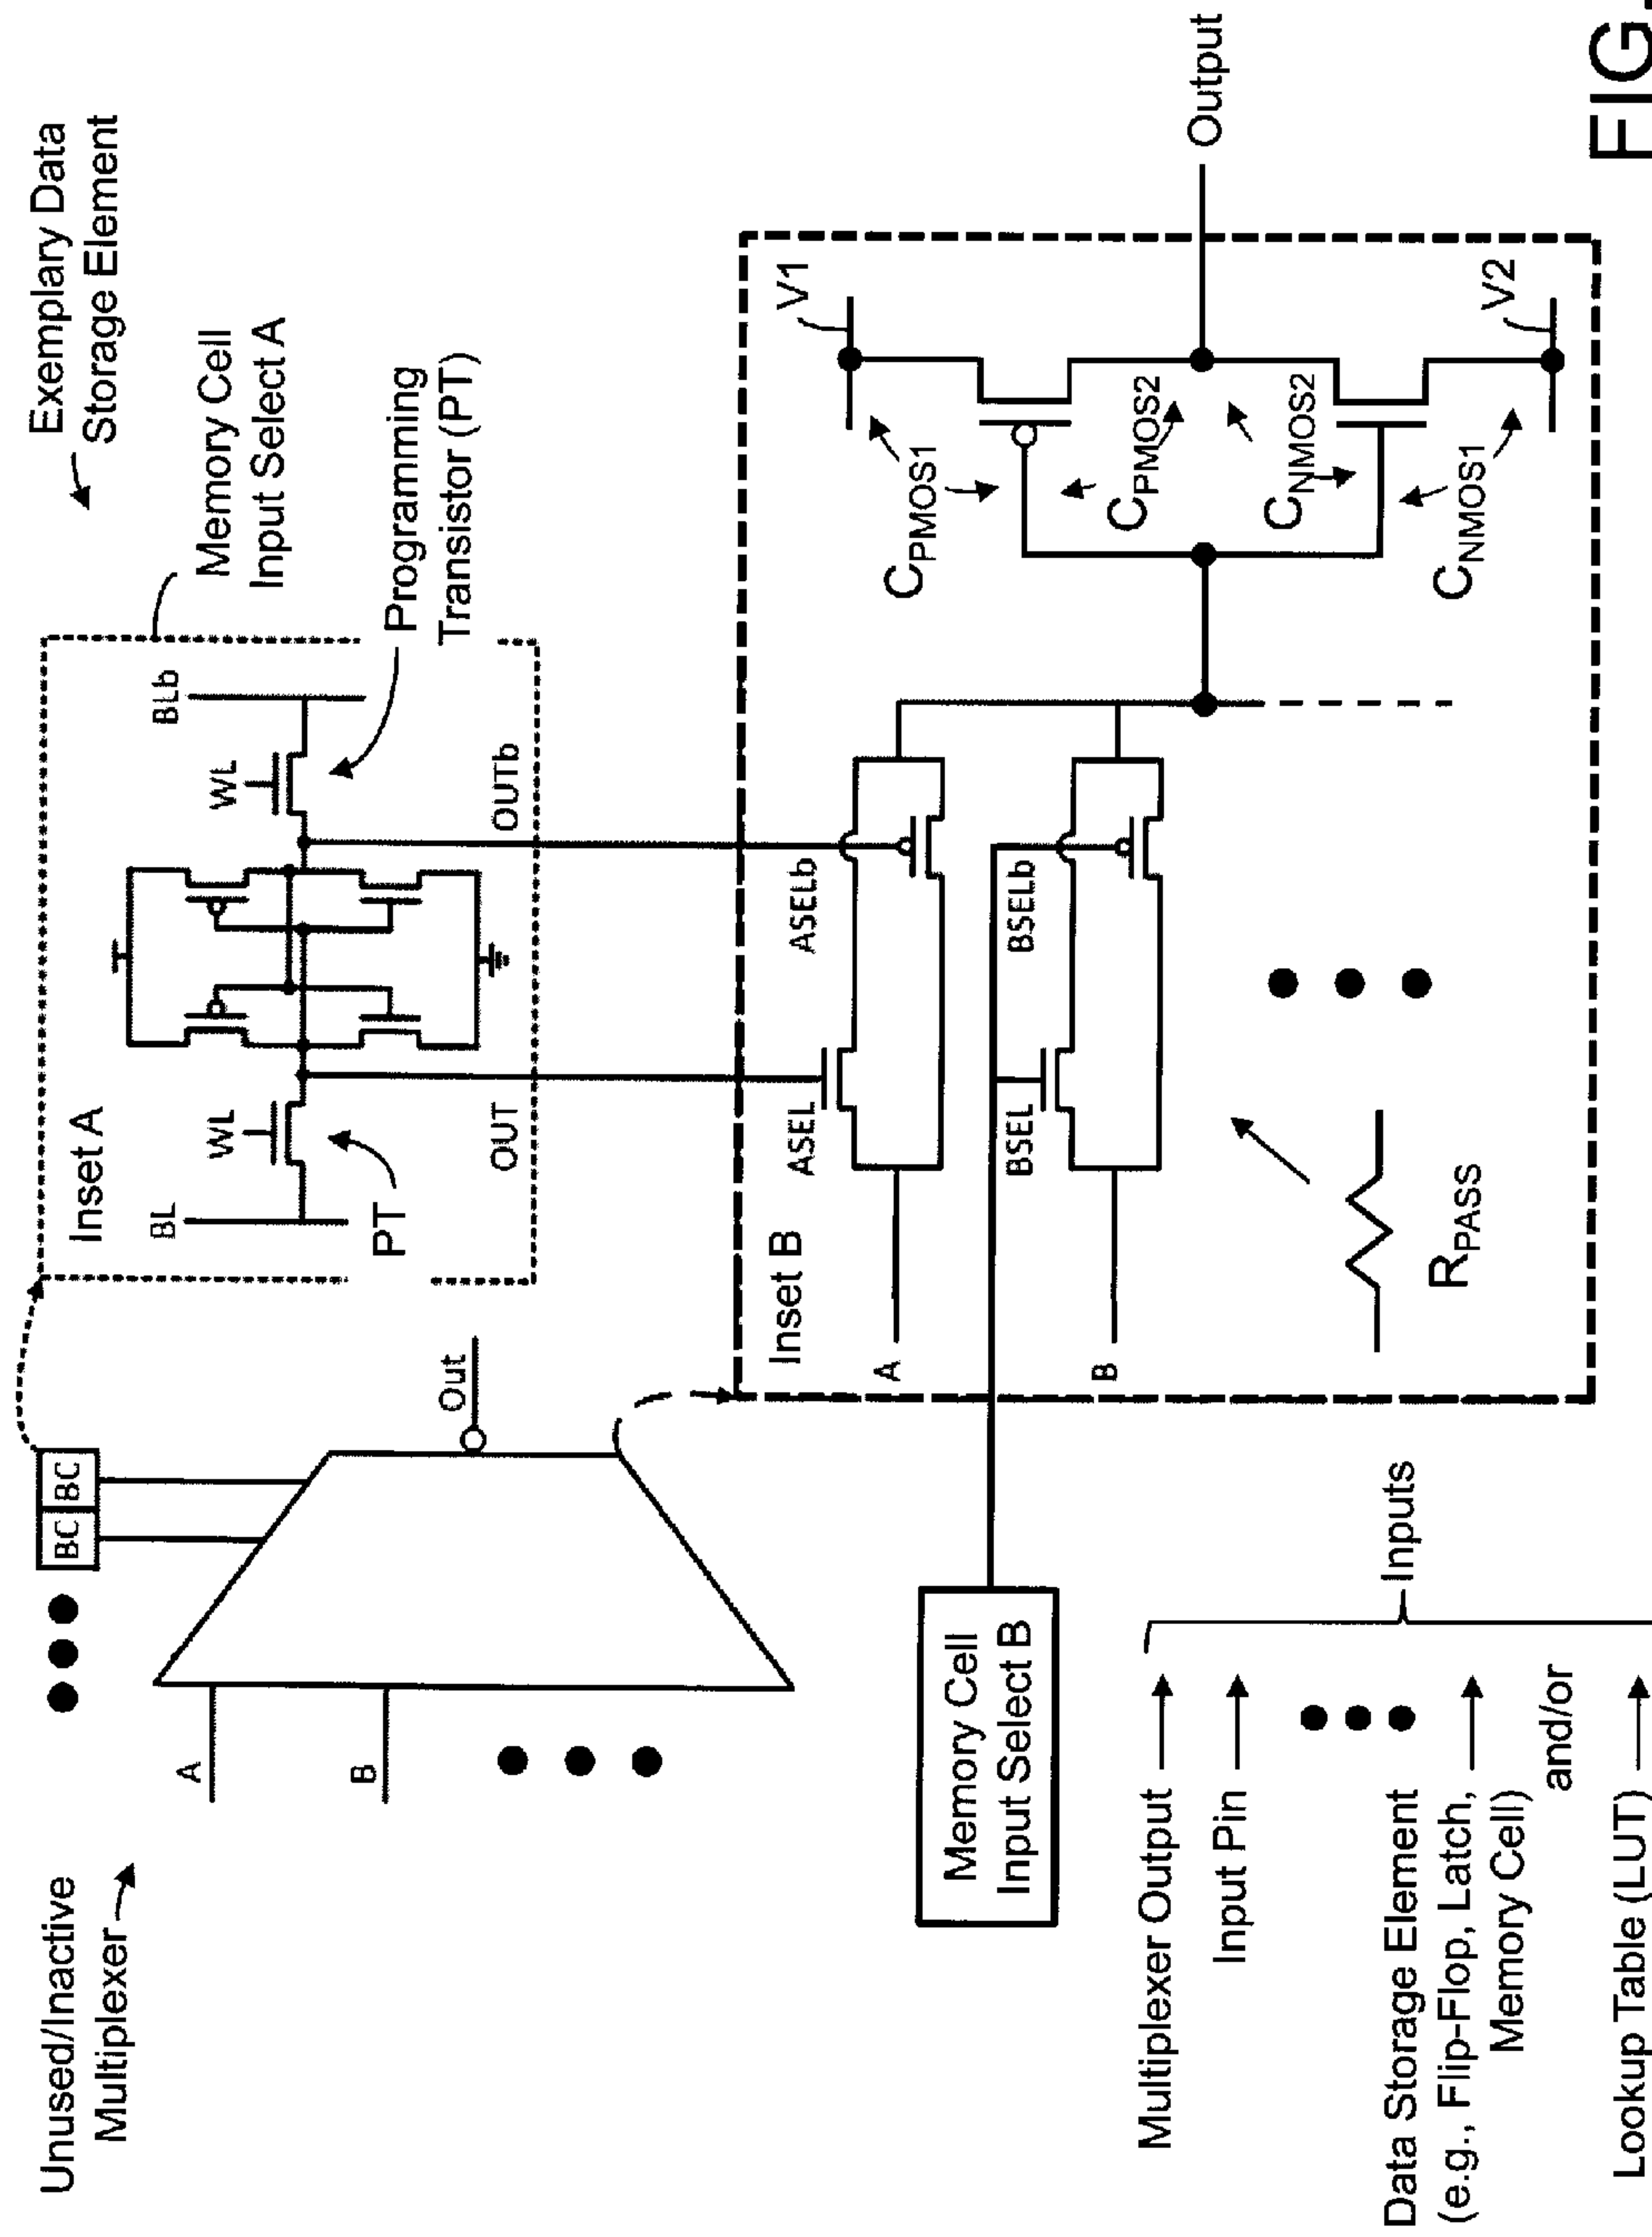 Unused/Inactive
Multiplexer
A
B
BC
BC
Out
Exemplary Data
Storage Element
Memory Cell
Input Select A
Inset A
BL
WL
PT
OUT
WL
BLb
OUTb
Programming
Transistor (PT)
Inset B
A
B
ASEL
ASELb
BSEL
BSELb
RPASS
V1
V2
CPMOS1
CPMOS2
CNMOS2
CNMOS1
Output
Memory Cell
Input Select B
Multiplexer Output
Input Pin
Data Storage Element
(e.g., Flip-Flop, Latch,
Memory Cell)
and/or
Lookup Table (LUT)
Inputs
FIG.